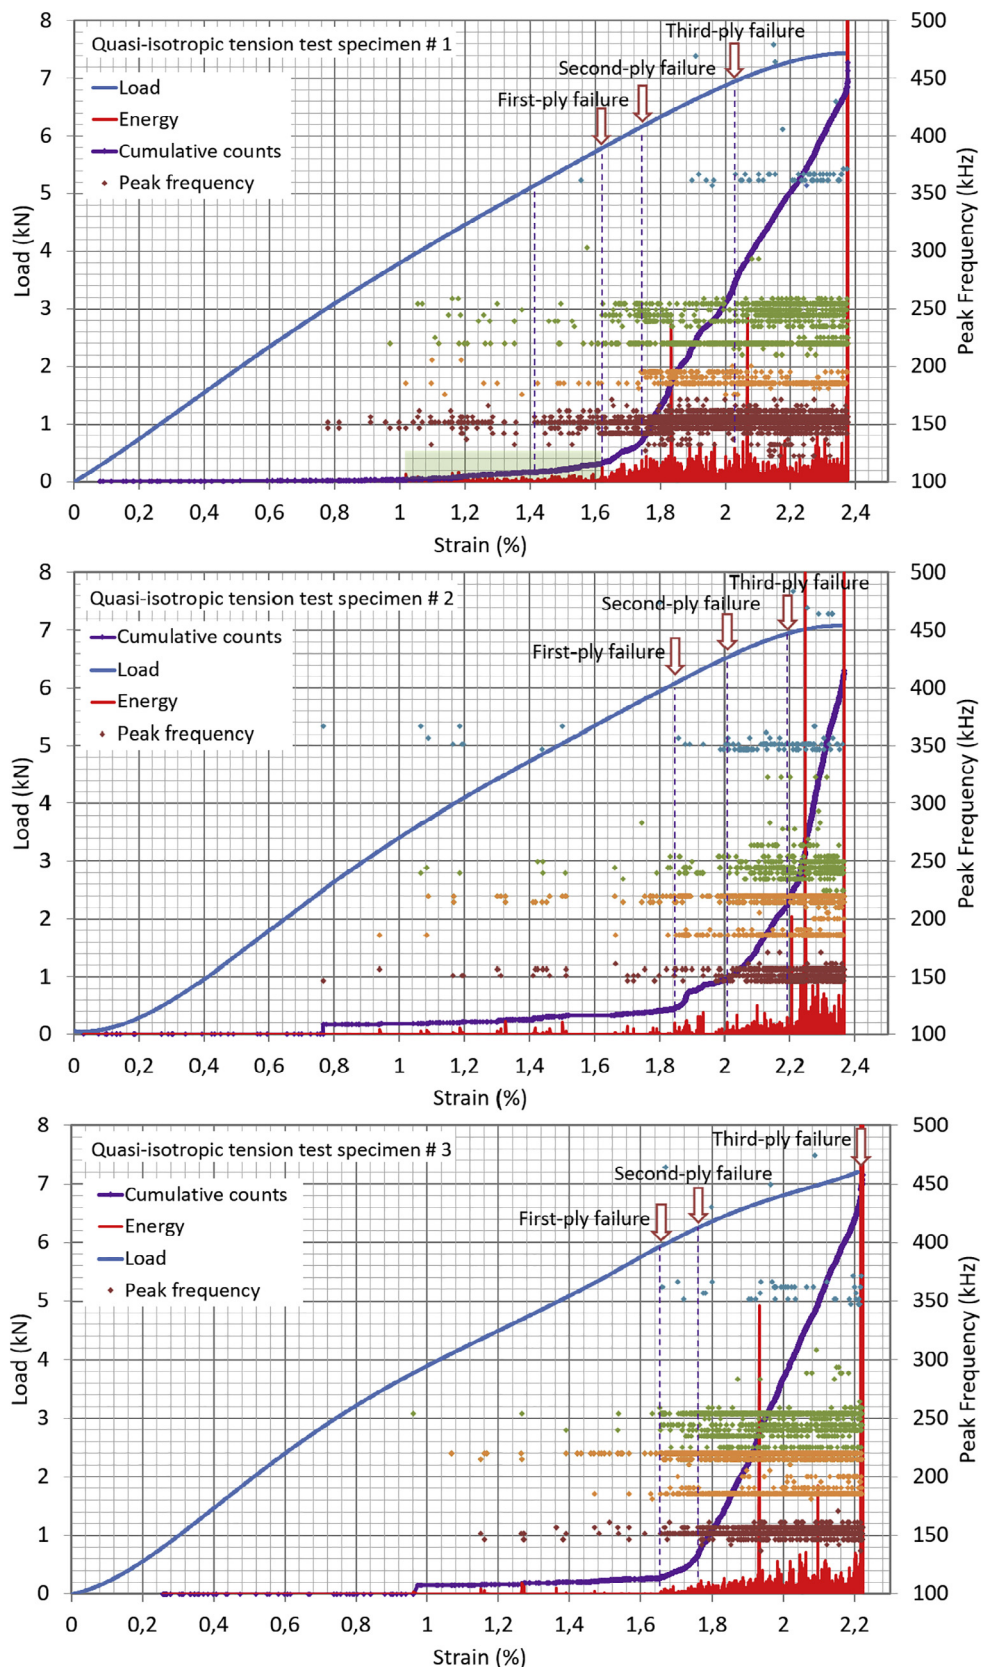 Quasi-isotropic tension test specimen # 1
Load
Energy
Cumulative counts
Peak frequency
First-ply failure
Second-ply failure
Third-ply failure
8
7
6
5
4
3
2
1
0
Load (kN)
500
450
400
350
300
250
200
150
100
Peak Frequency (kHz)
0 0,2 0,4 0,6 0,8 1 1,2 1,4 1,6 1,8 2 2,2 2,4
Strain (%)
Quasi-isotropic tension test specimen # 2
Cumulative counts
Load
Energy
Peak frequency
First-ply failure
Second-ply failure
Third-ply failure
8
7
6
5
4
3
2
1
0
Load (kN)
500
450
400
350
300
250
200
150
100
Peak Frequency (kHz)
0 0,2 0,4 0,6 0,8 1 1,2 1,4 1,6 1,8 2 2,2 2,4
Strain (%)
Quasi-isotropic tension test specimen # 3
Cumulative counts
Energy
Load
Peak frequency
First-ply failure
Second-ply failure
Third-ply failure
8
7
6
5
4
3
2
1
0
Load (kN)
500
450
400
350
300
250
200
150
100
Peak Frequency (kHz)
0 0,2 0,4 0,6 0,8 1 1,2 1,4 1,6 1,8 2 2,2
Strain (%)